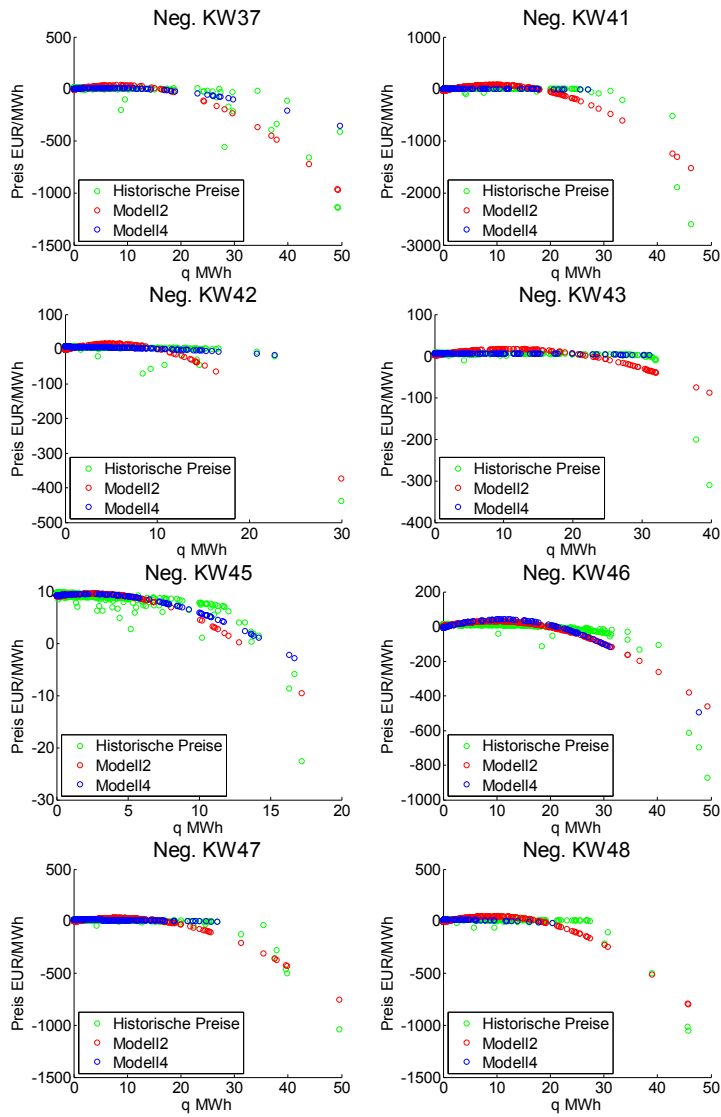 Neg. KW37
500
0
-500
-1000
-1500
Preis EUR/MWh
Historische Preise
Modell2
Modell4
0 10 20 30 40 50
q MWh
Neg. KW41
1000
0
-1000
-2000
-3000
Preis EUR/MWh
Historische Preise
Modell2
Modell4
0 10 20 30 40 50
q MWh
Neg. KW42
100
0
-100
-200
-300
-400
-500
Preis EUR/MWh
Historische Preise
Modell2
Modell4
0 5 10 15 20 25 30
q MWh
Neg. KW43
100
0
-100
-200
-300
-400
Preis EUR/MWh
Historische Preise
Modell2
Modell4
0 10 20 30 40
q MWh
Neg. KW45
10
0
-10
-20
-30
Preis EUR/MWh
Historische Preise
Modell2
Modell4
0 5 10 15 20
q MWh
Neg. KW46
200
0
-200
-400
-600
-800
-1000
Preis EUR/MWh
Historische Preise
Modell2
Modell4
0 10 20 30 40 50
q MWh
Neg. KW47
500
0
-500
-1000
-1500
Preis EUR/MWh
Historische Preise
Modell2
Modell4
0 10 20 30 40 50
q MWh
Neg. KW48
500
0
-500
-1000
-1500
Preis EUR/MWh
Historische Preise
Modell2
Modell4
0 10 20 30 40 50
q MWh